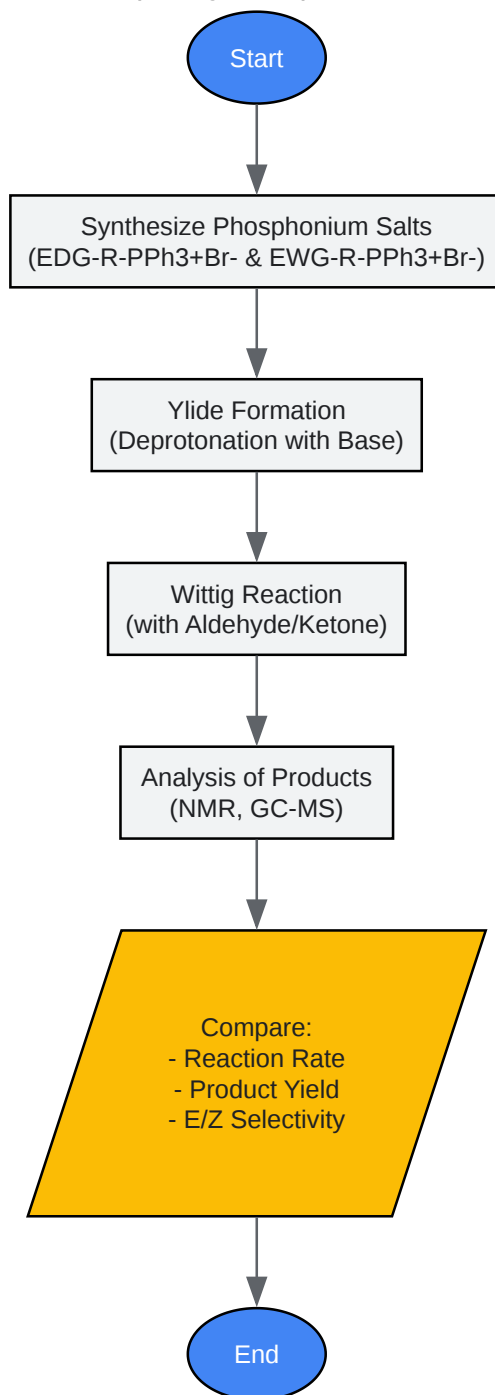 Start
Synthesize Phosphonium Salts
(EDG-R-PPh3+Br- & EWG-R-PPh3+Br-)
Ylide Formation
(Deprotonation with Base)
Wittig Reaction
(with Aldehyde/Ketone)
Analysis of Products
(NMR, GC-MS)
Compare:
- Reaction Rate
- Product Yield
- E/Z Selectivity
End